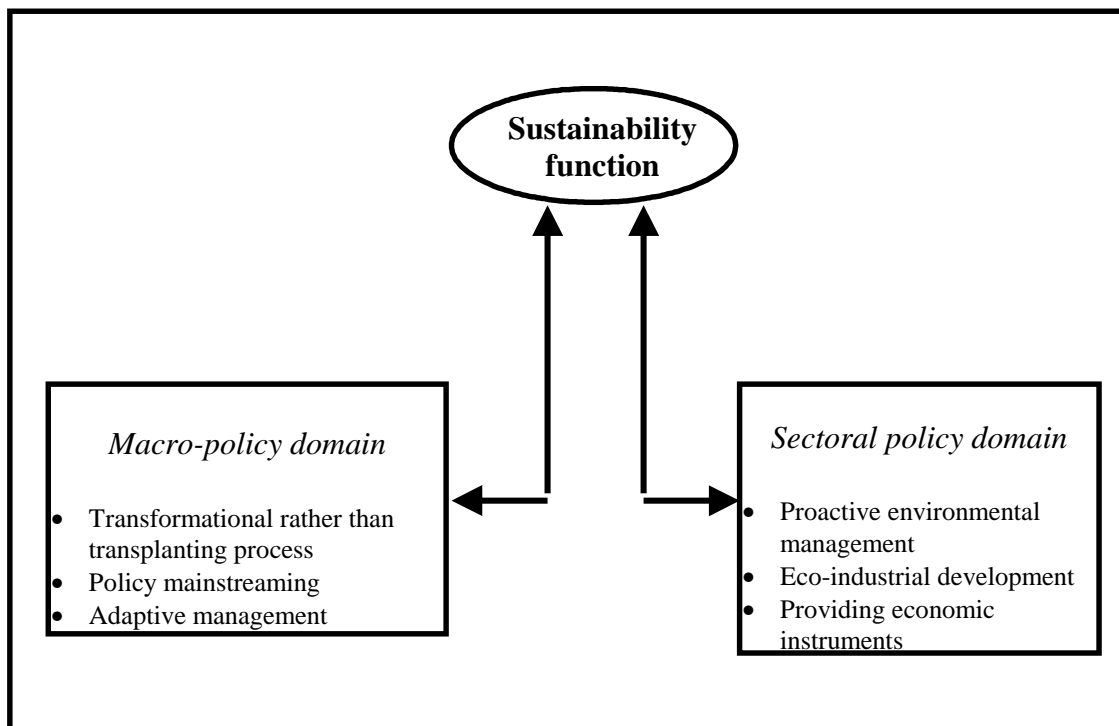 Sustainability
function
Macro-policy domain
• Transformational rather than
transplanting process
• Policy mainstreaming
• Adaptive management
Sectoral policy domain
• Proactive environmental
management
• Eco-industrial development
• Providing economic
instruments